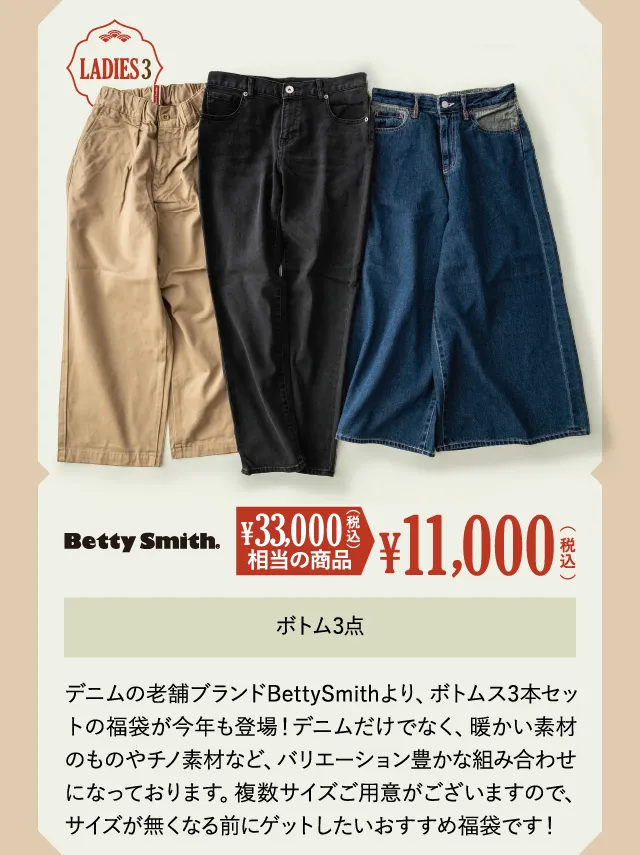 LADIES 3
Betty Smith.
¥33,000(税込)
相当の商品
¥11,000(税込)
ボトム3点
デニムの老舗ブランドBettySmithより、ボトムス3本セッ
トの福袋が今年も登場！デニムだけでなく、暖かい素材
のものやチノ素材など、バリエーション豊かな組み合わせ
になっております。複数サイズご用意がございますので、
サイズが無くなる前にゲットしたいおすすめ福袋です！